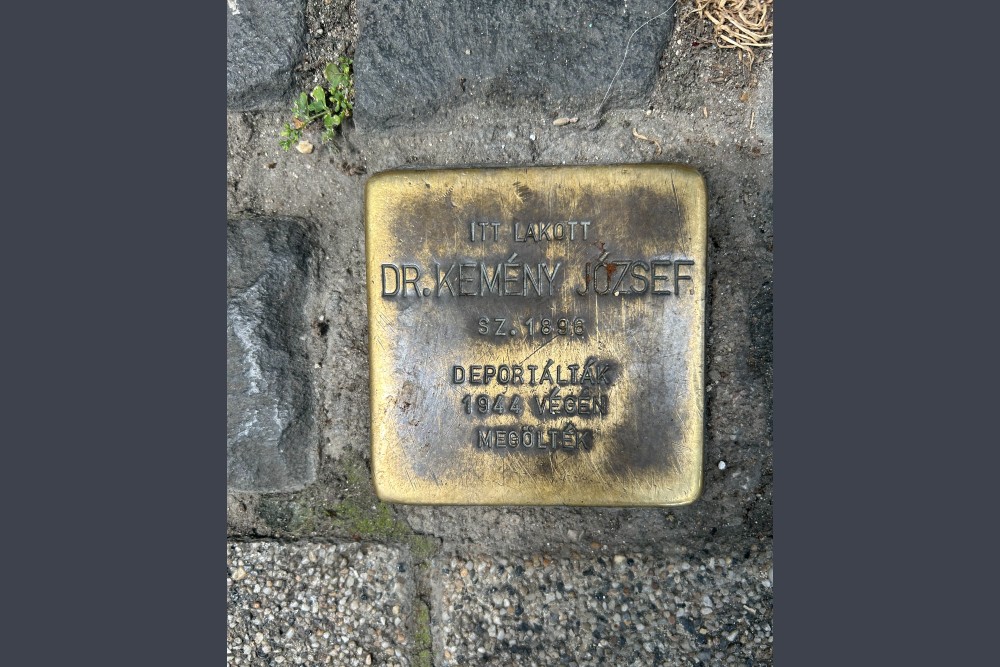 ITT LAKOTT
DR. KEMÉNY JÓZSEF
SZ. 1896
DEPORTÁLTÁK
1944 VÉGÉN
MEGÖLTÉK